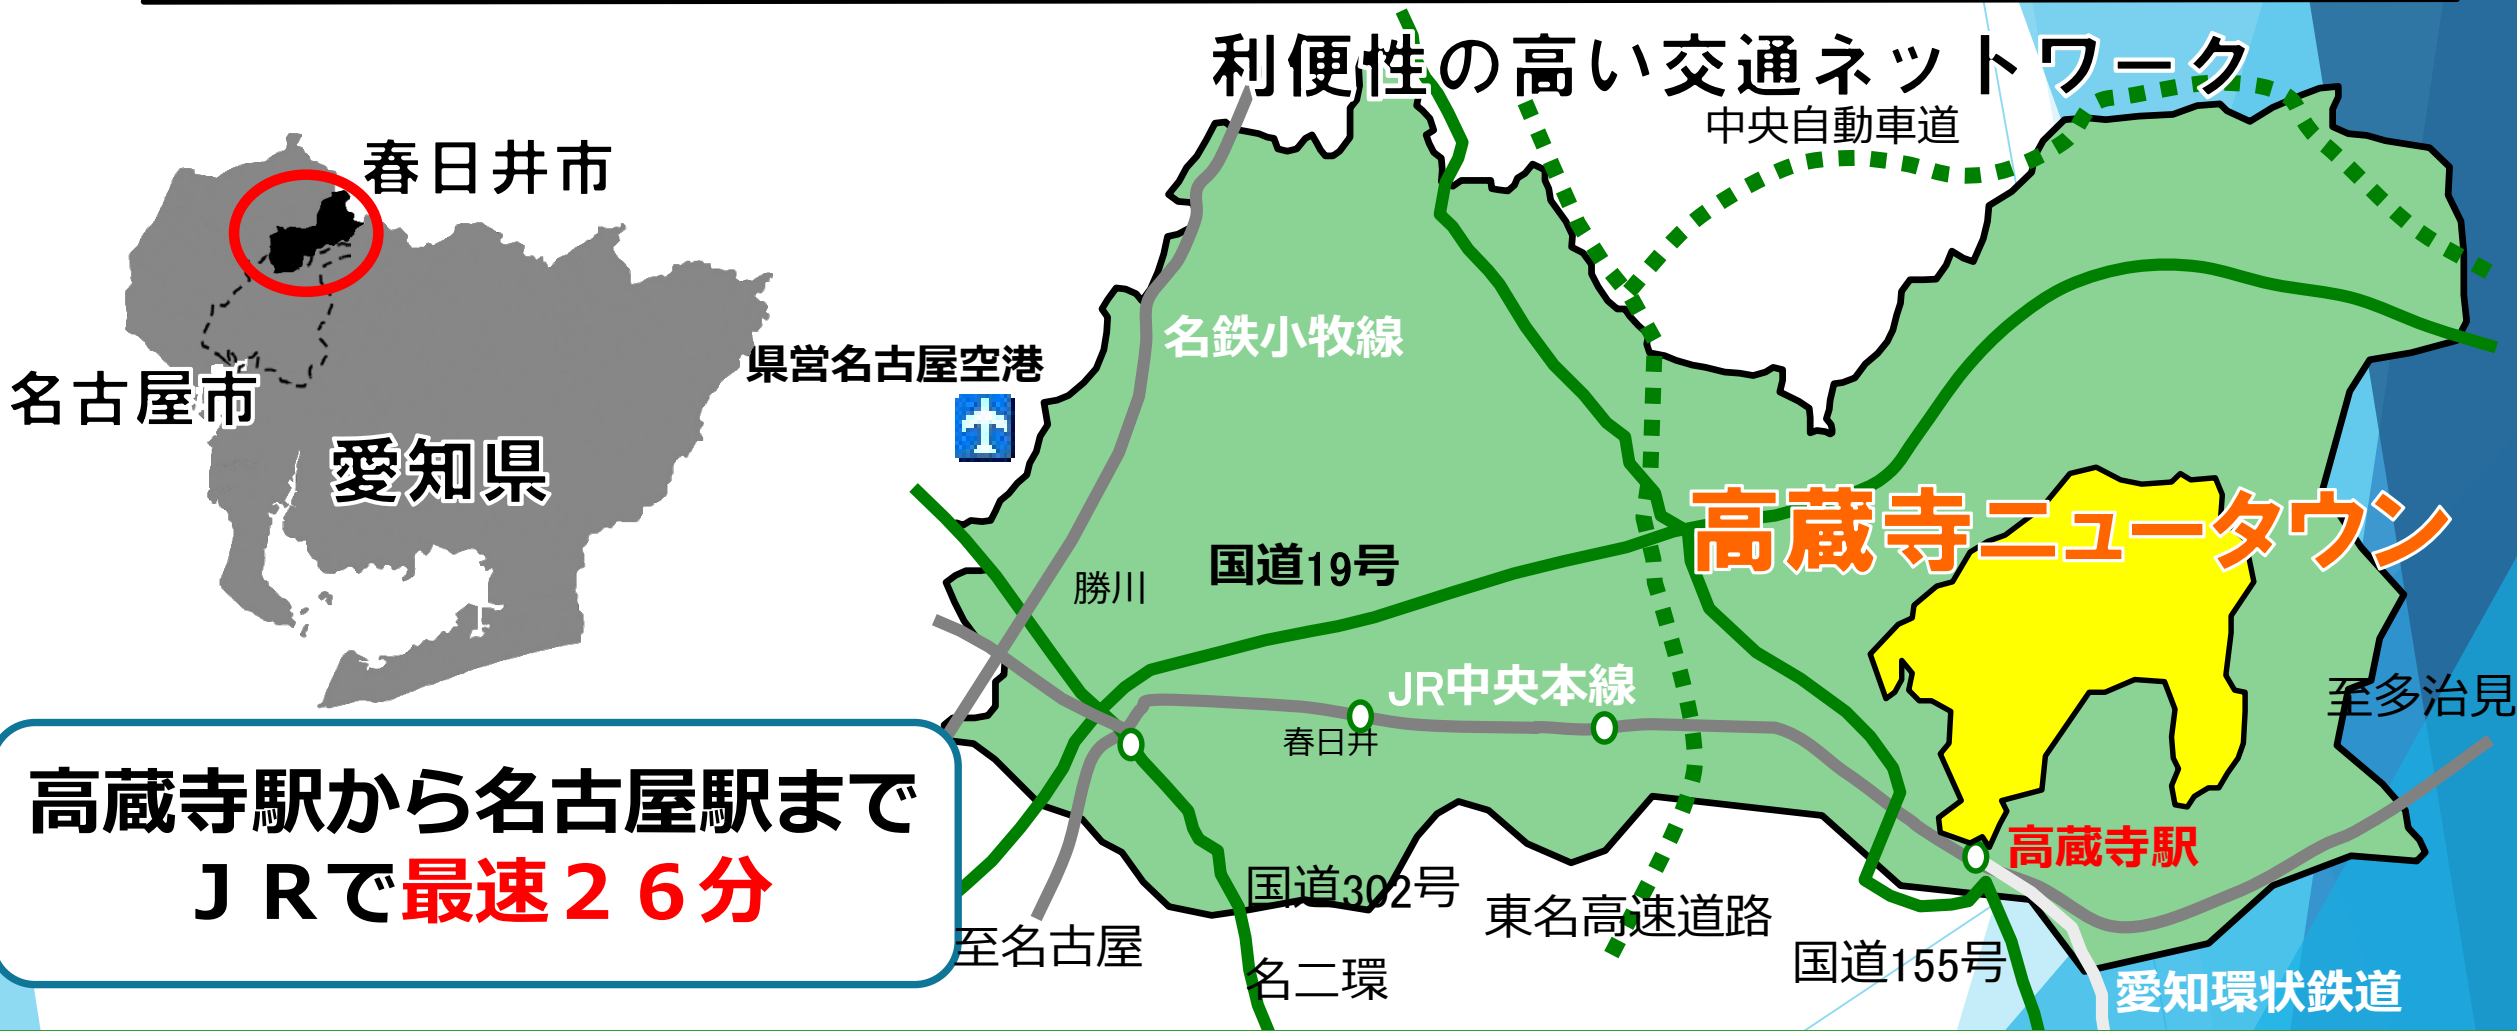 利便性の高い交通ネットワーク
中央自動車道
春日井市
名古屋市
愛知県
県営名古屋空港
名鉄小牧線
国道19号
勝川
高蔵寺ニュータウン
JR中央本線
春日井
至多治見
高蔵寺駅から名古屋駅まで
ＪＲで最速２６分
高蔵寺駅
国道302号
東名高速道路
至名古屋
名二環
国道155号
愛知環状鉄道